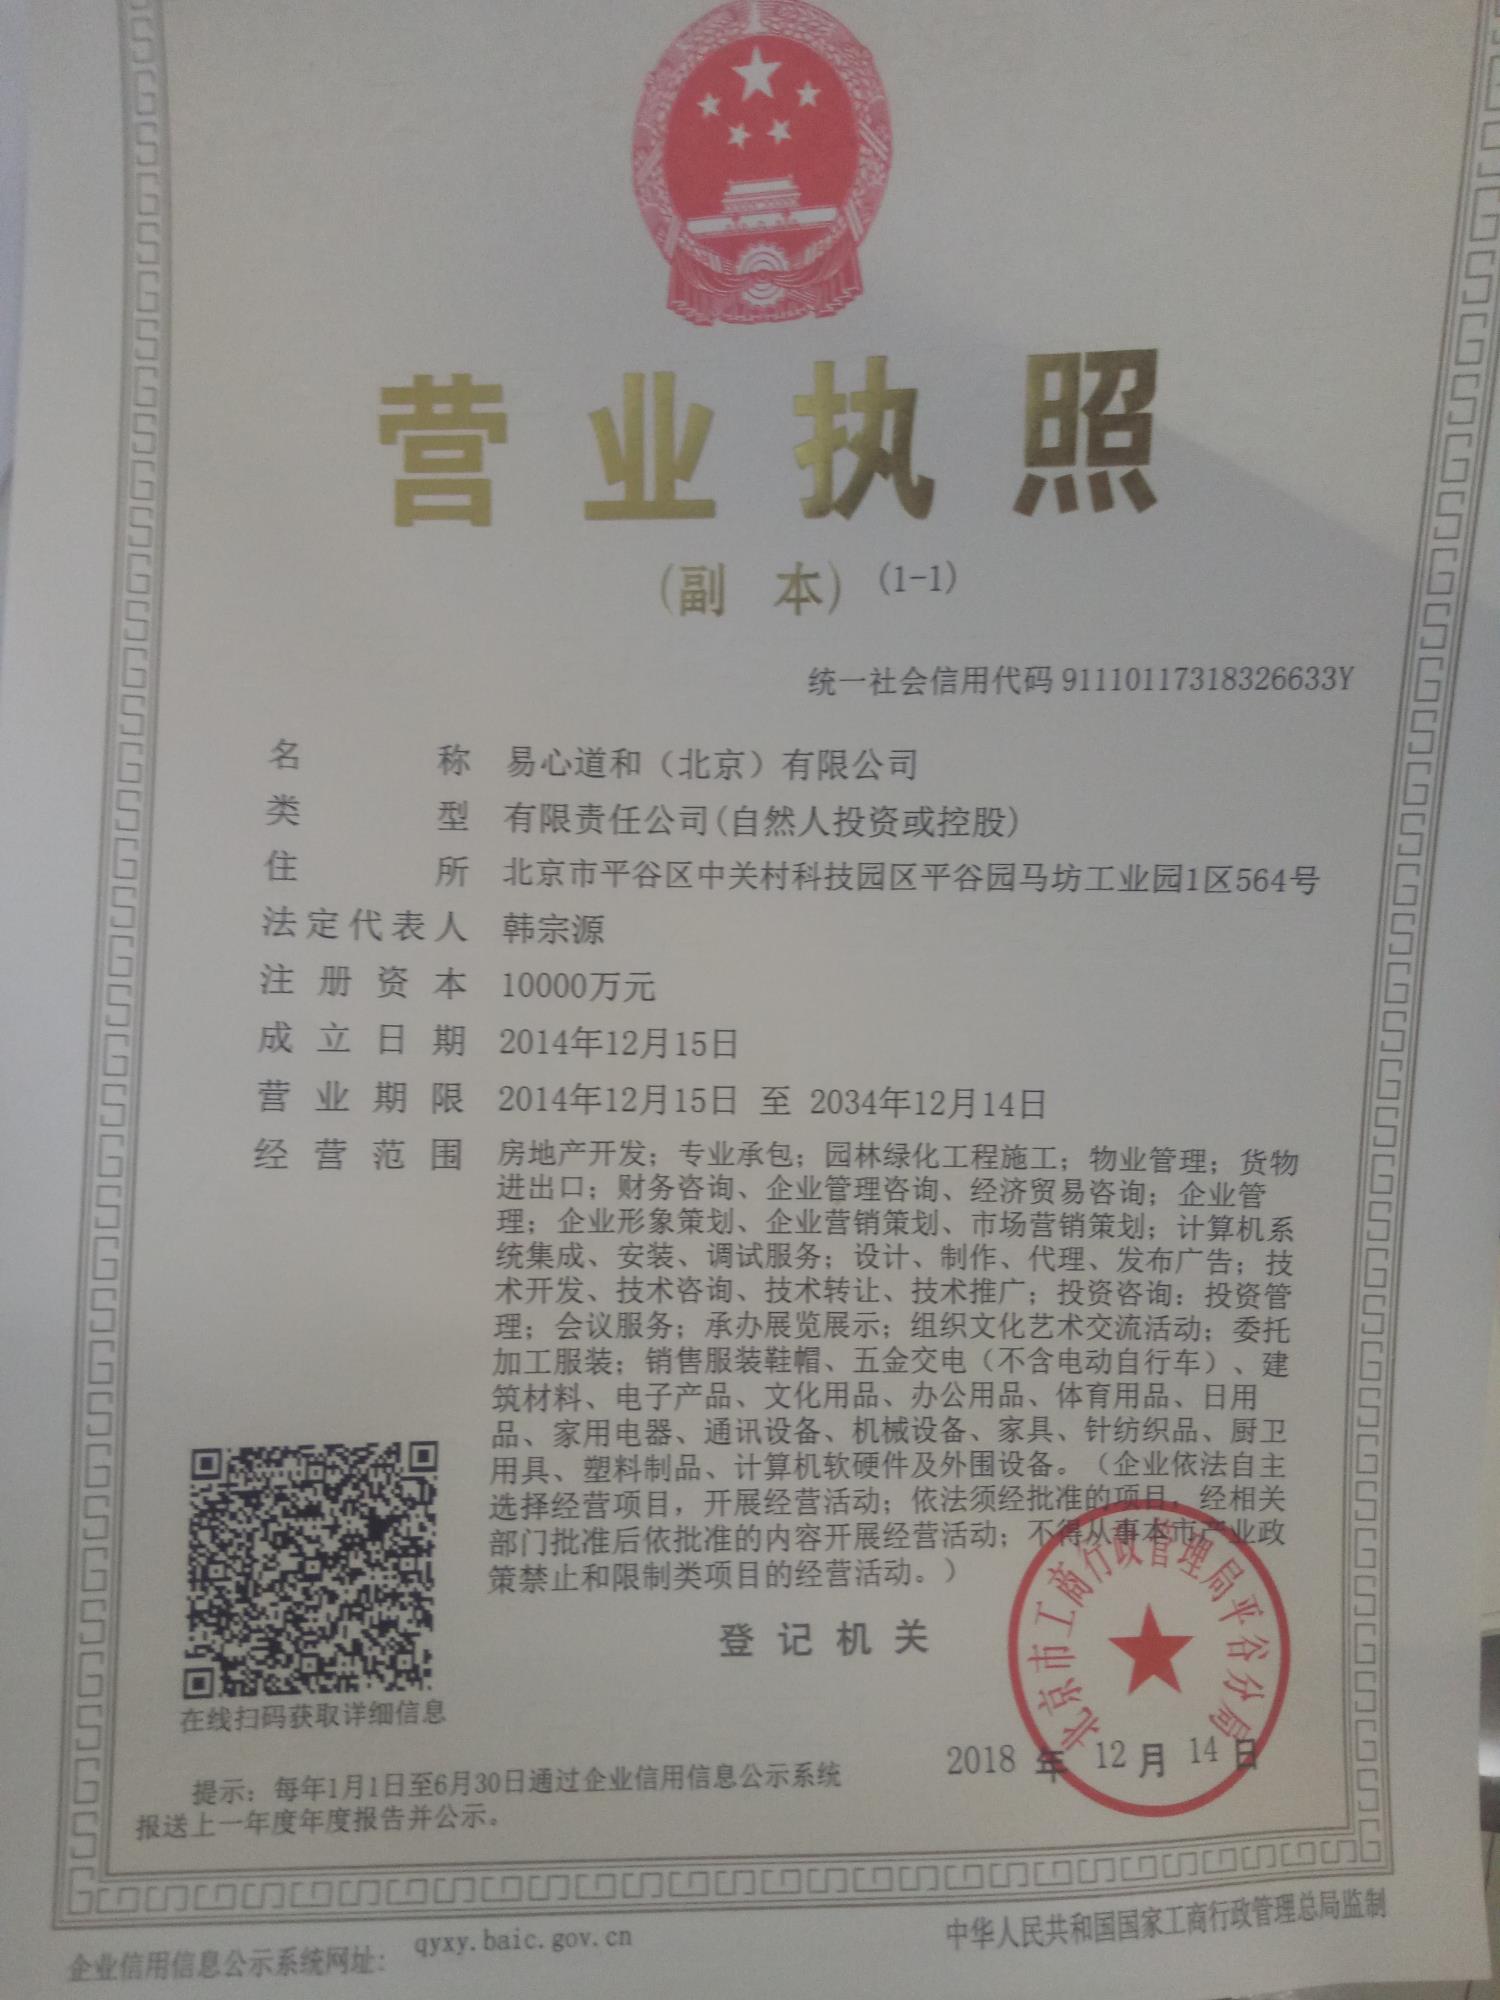 营业执照
(副 本) (1-1)
统一社会信用代码 91110117318326633Y
名 称 易心道和（北京）有限公司
类 型 有限责任公司(自然人投资或控股)
住 所 北京市平谷区中关村科技园区平谷园马坊工业园1区564号
法定代表人 韩宗源
注册资本 10000万元
成立日期 2014年12月15日
营业期限 2014年12月15日 至 2034年12月14日
经营范围 房地产开发；专业承包；园林绿化工程施工；物业管理；货物
进出口；财务咨询、企业管理咨询、经济贸易咨询；企业管
理；企业形象策划、企业营销策划、市场营销策划；计算机系
统集成、安装、调试服务；设计、制作、代理、发布广告；技
术开发、技术咨询、技术转让、技术推广；投资咨询：投资管
理；会议服务；承办展览展示；组织文化艺术交流活动；委托
加工服装；销售服装鞋帽、五金交电（不含电动自行车）、建
筑材料、电子产品、文化用品、办公用品、体育用品、日用
品、家用电器、通讯设备、机械设备、家具、针纺织品、厨卫
用具、塑料制品、计算机软硬件及外围设备。（企业依法自主
选择经营项目，开展经营活动；依法须经批准的项目，经相关
部门批准后依批准的内容开展经营活动；不得从事本市产业政
策禁止和限制类项目的经营活动。）
登记机关
北京市工商行政管理局平谷分局
2018 年 12 月 14 日
在线扫码获取详细信息
提示：每年1月1日至6月30日通过企业信用信息公示系统
报送上一年度年度报告并公示。
企业信用信息公示系统网址： qyxy.baic.gov.cn
中华人民共和国国家工商行政管理总局监制